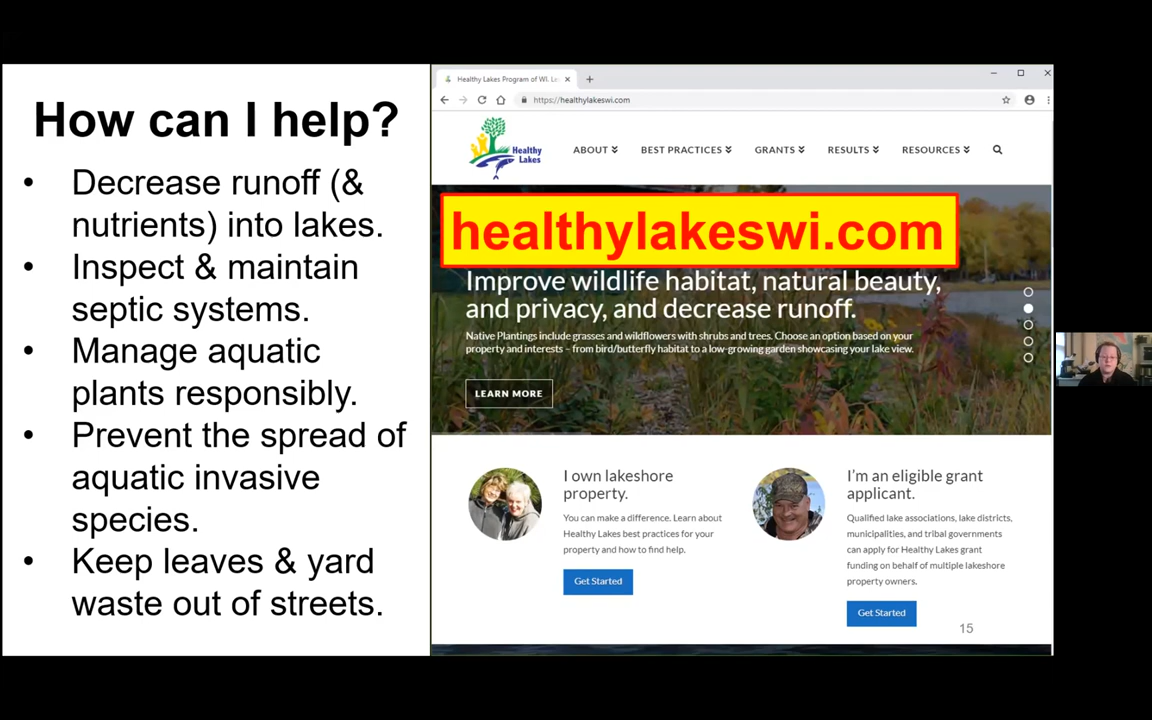 How can I help?
• Decrease runoff (&
nutrients) into lakes.
• Inspect & maintain
septic systems.
• Manage aquatic
plants responsibly.
• Prevent the spread of
aquatic invasive
species.
• Keep leaves & yard
waste out of streets.
Healthy Lakes Program of WI. Le
https://healthylakeswi.com
Healthy
Lakes
ABOUT
BEST PRACTICES
GRANTS
RESULTS
RESOURCES
healthylakeswi.com
Improve wildlife habitat, natural beauty,
and privacy, and decrease runoff.
Native Plantings include grasses and wildflowers with shrubs and trees. Choose an option based on your
property and interests – from bird/butterfly habitat to a low-growing garden showcasing your lake view.
LEARN MORE
I own lakeshore
property.
You can make a difference. Learn about
Healthy Lakes best practices for your
property and how to find help.
Get Started
I'm an eligible grant
applicant.
Qualified lake associations, lake districts,
municipalities, and tribal governments
can apply for Healthy Lakes grant
funding on behalf of multiple lakeshore
property owners.
Get Started
15